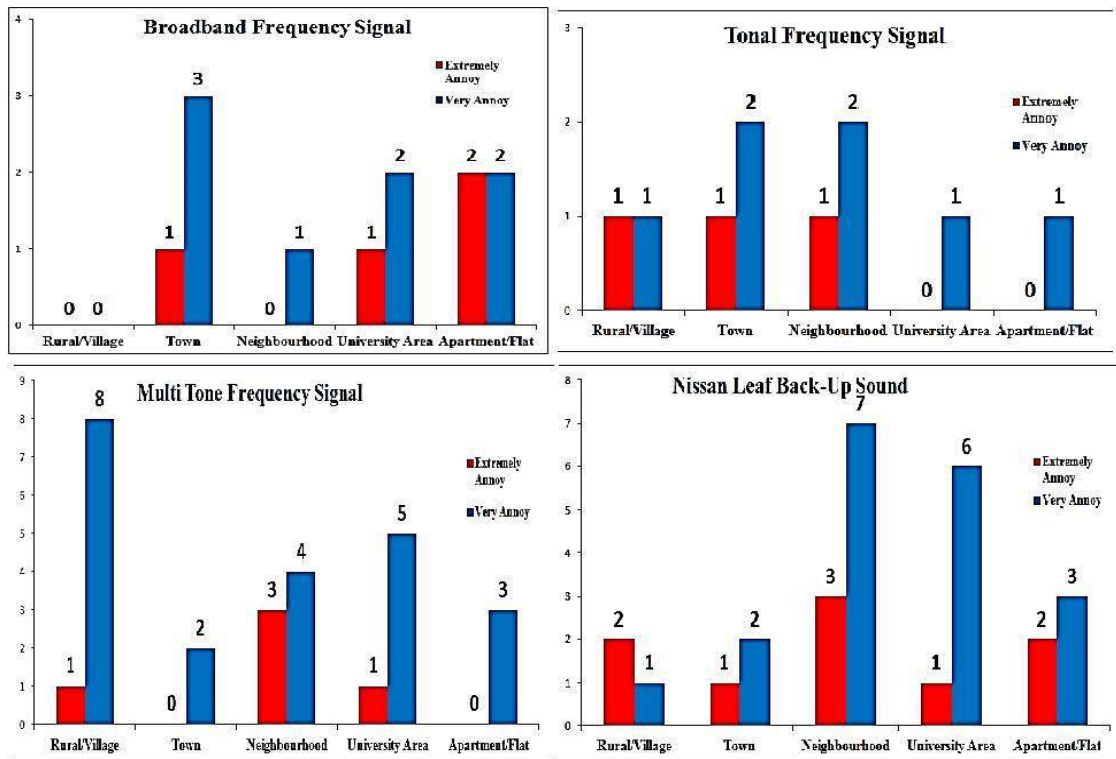 Broadband Frequency Signal
4
3
2
1
0
Extremely
Annoy
Very Annoy
0 0
1 3
0 1
1 2
2 2
Rural/Village Town Neighbourhood University Area Apartment/Flat
Tonal Frequency Signal
3
2
1
0
Extremely
Annoy
Very Annoy
1 1
1 2
1 2
0 1
0 1
Rural/Village Town Neighbourhood University Area Apartment/Flat
Multi Tone Frequency Signal
9
8
7
6
5
4
3
2
1
0
Extremely
Annoy
Very Annoy
1 8
0 2
3 4
1 5
0 3
Rural/Village Town Neighbourhood University Area Apartment/Flat
Nissan Leaf Back-Up Sound
8
7
6
5
4
3
2
1
0
Extremely
Annoy
Very Annoy
2 1
1 2
3 7
1 6
2 3
Rural/Village Town Neighbourhood University Area Apartment/Flat